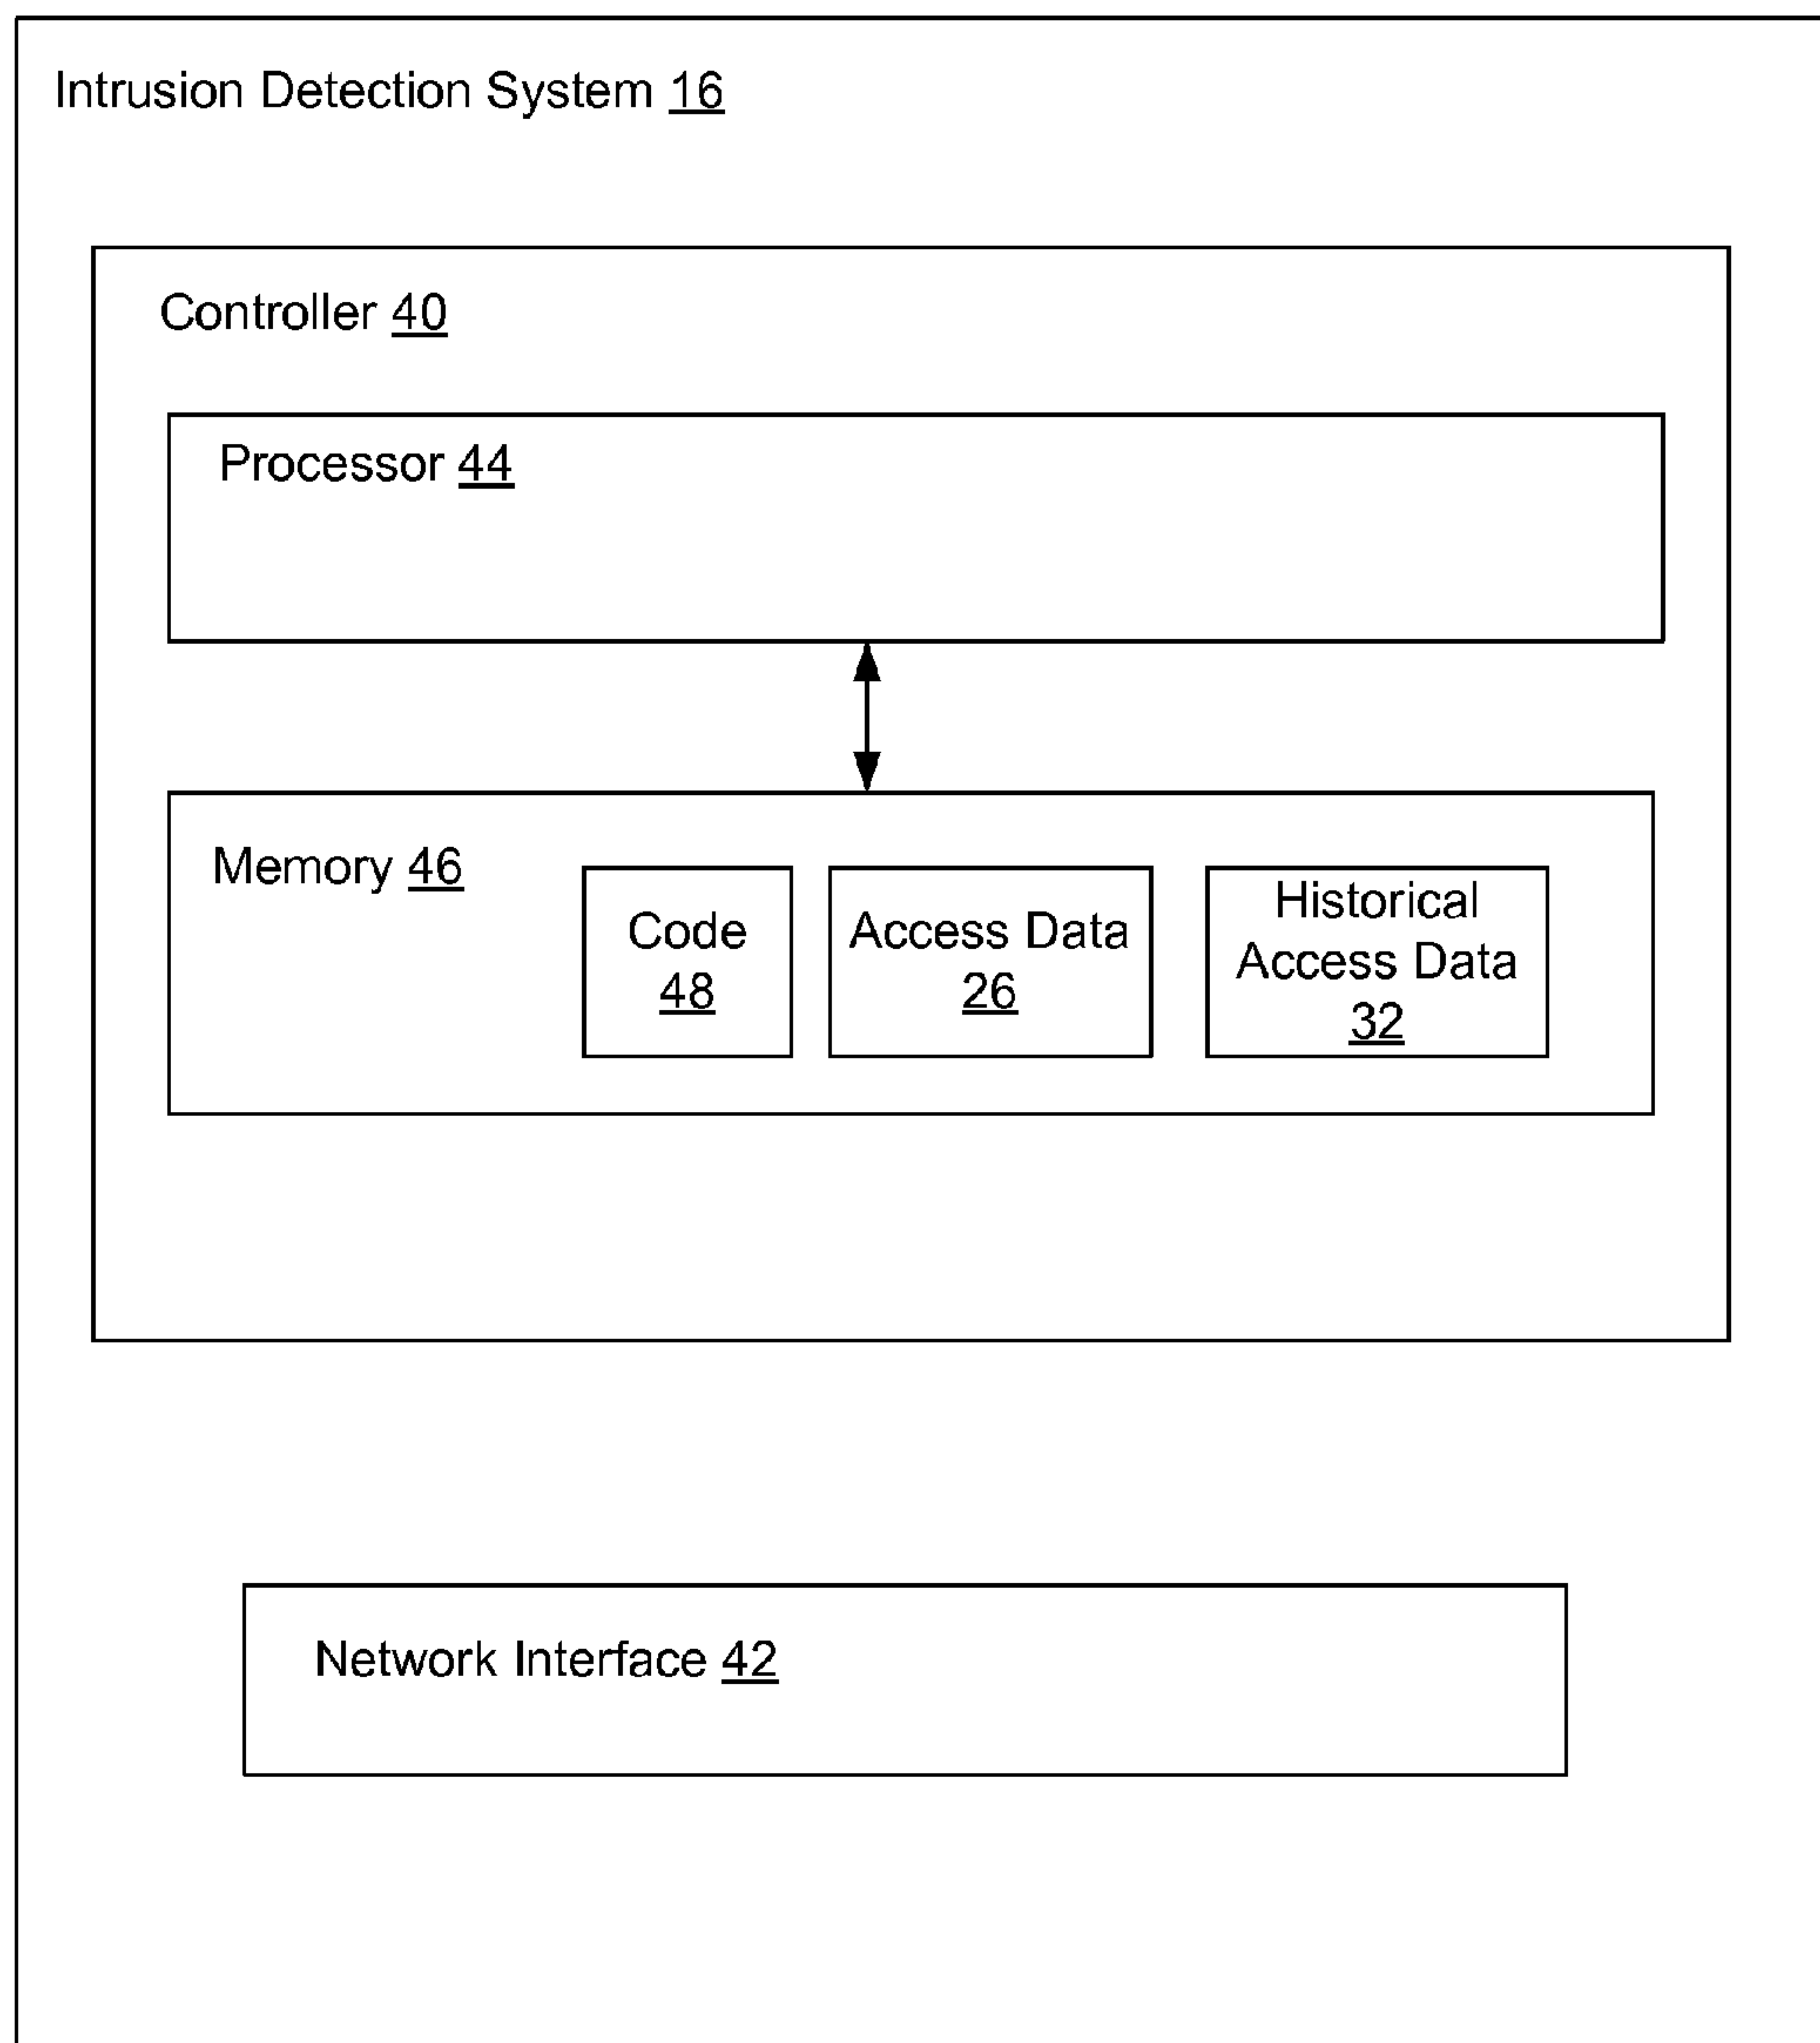 Intrusion Detection System 16
Controller 40
Processor 44
Memory 46
Code
48
Access Data
26
Historical
Access Data
32
Network Interface 42